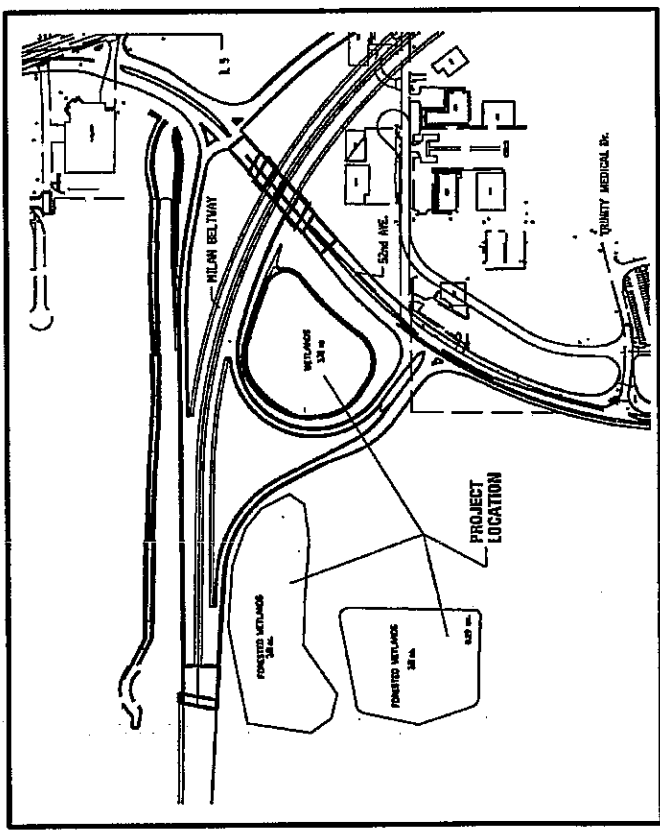 MILAN BELTWAY
52nd AVE.
TRINITY MEDICAL Dr.
WETLANDS
FORESTED WETLANDS
FORESTED WETLANDS
PROJECT
LOCATION